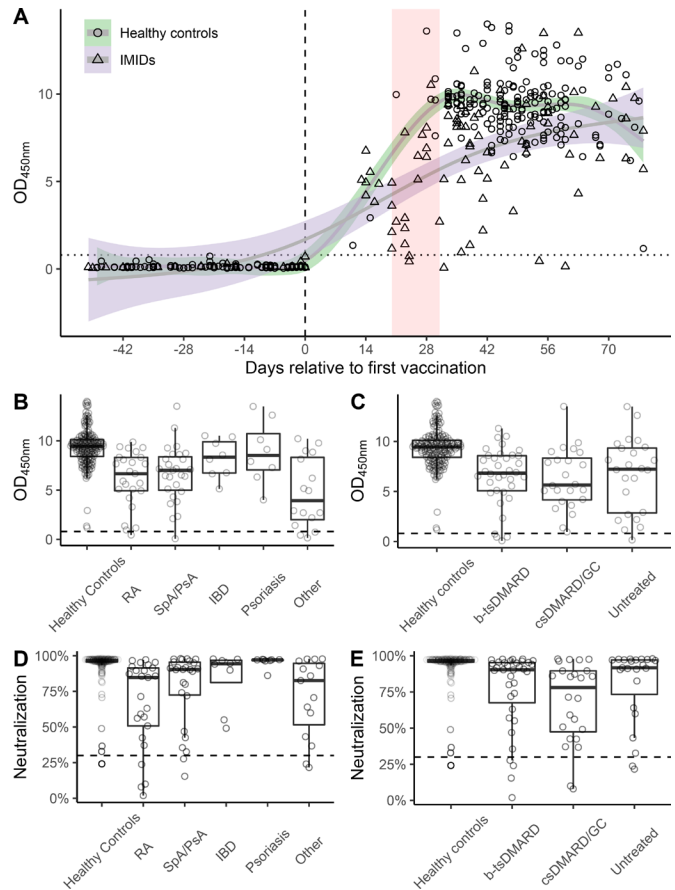 A
Healthy controls
IMIDs
10
5
0
OD450nm
-42 -28 -14 0 14 28 42 56 70
Days relative to first vaccination
B
10
5
0
OD450nm
Healthy Controls RA SpA/PsA IBD Psoriasis Other
C
10
5
0
OD450nm
Healthy controls b-tsDMARD csDMARD/GC Untreated
D
100%
75%
50%
25%
0%
Neutralization
Healthy Controls RA SpA/PsA IBD Psoriasis Other
E
100%
75%
50%
25%
0%
Neutralization
Healthy controls b-tsDMARD csDMARD/GC Untreated